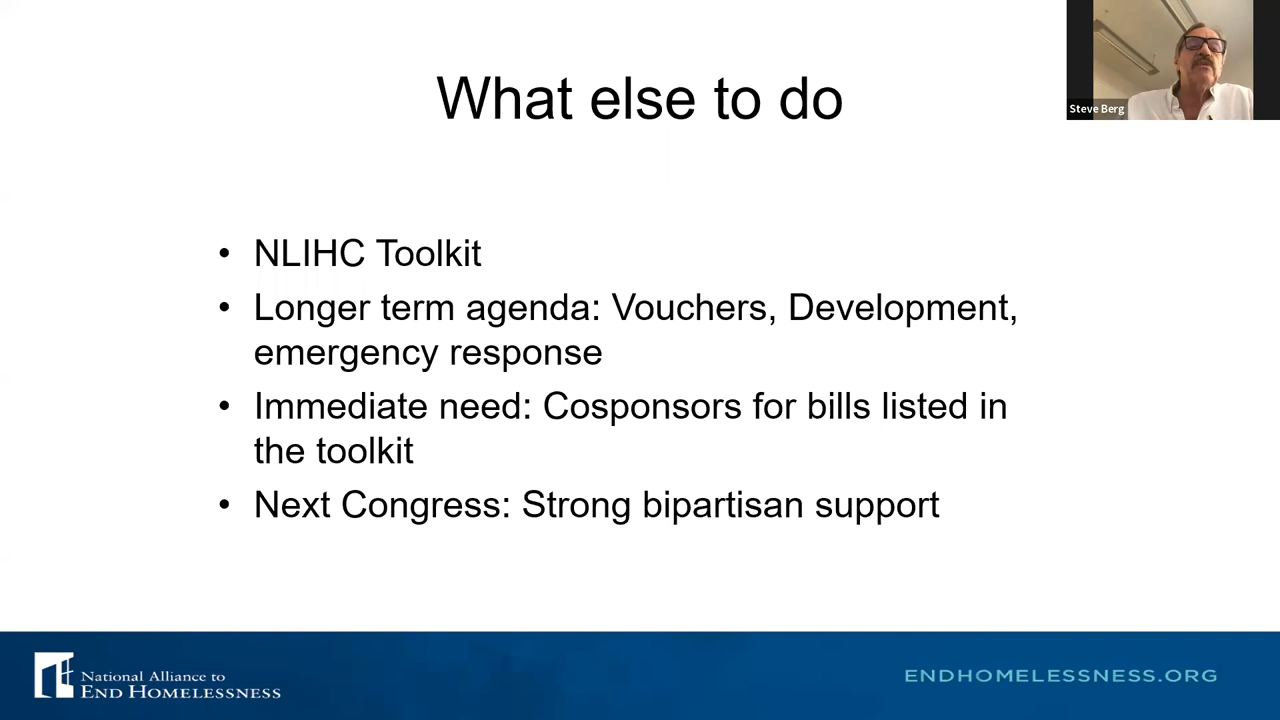 What else to do
Steve Berg
• NLIHC Toolkit
• Longer term agenda: Vouchers, Development,
emergency response
• Immediate need: Cosponsors for bills listed in
the toolkit
• Next Congress: Strong bipartisan support
National Alliance to
END HOMELESSNESS
ENDHOMELESSNESS.ORG